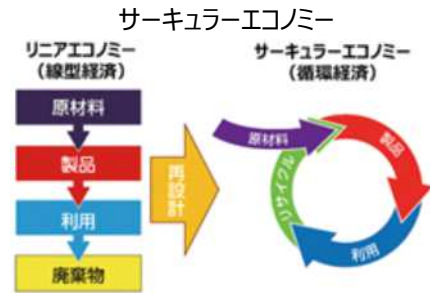 サーキュラーエコノミー
リニアエコノミー
（線型経済）
原材料
製品
利用
廃棄物
再設計
サーキュラーエコノミー
（循環経済）
原材料
製品
利用
リサイクル